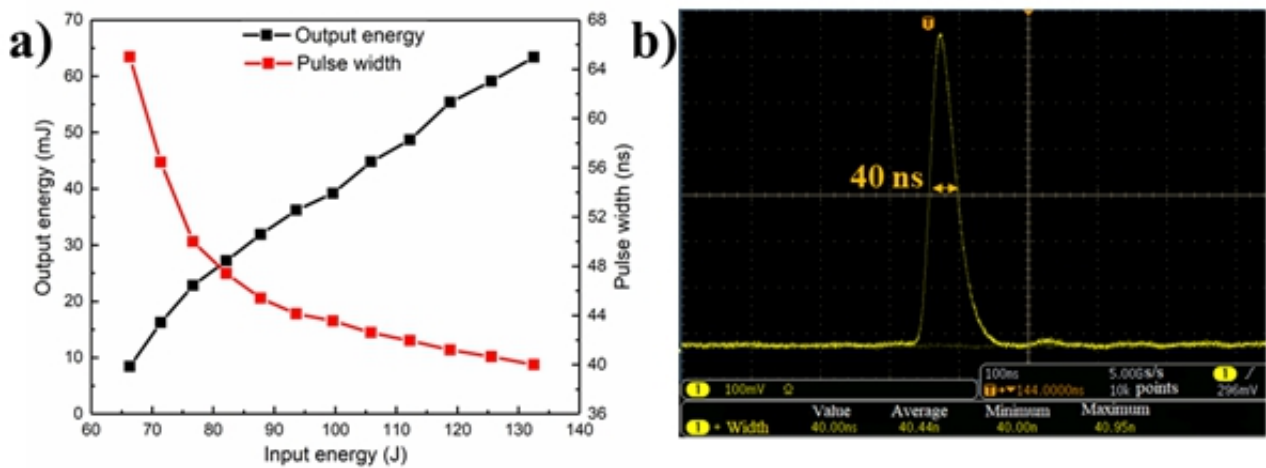 a)
Output energy
Pulse width
70
60
50
40
30
20
10
0
Output energy (mJ)
68
64
60
56
52
48
44
40
36
Pulse width (ns)
60 70 80 90 100 110 120 130 140
Input energy (J)
b)
T
40 ns
1 100mV Ω
100ns 5.00Gs/s 1 /
T→▼144.0000ns 10k points 296mV
Value Average Minimum Maximum
1 + Width 40.00ns 40.44n 40.00n 40.95n